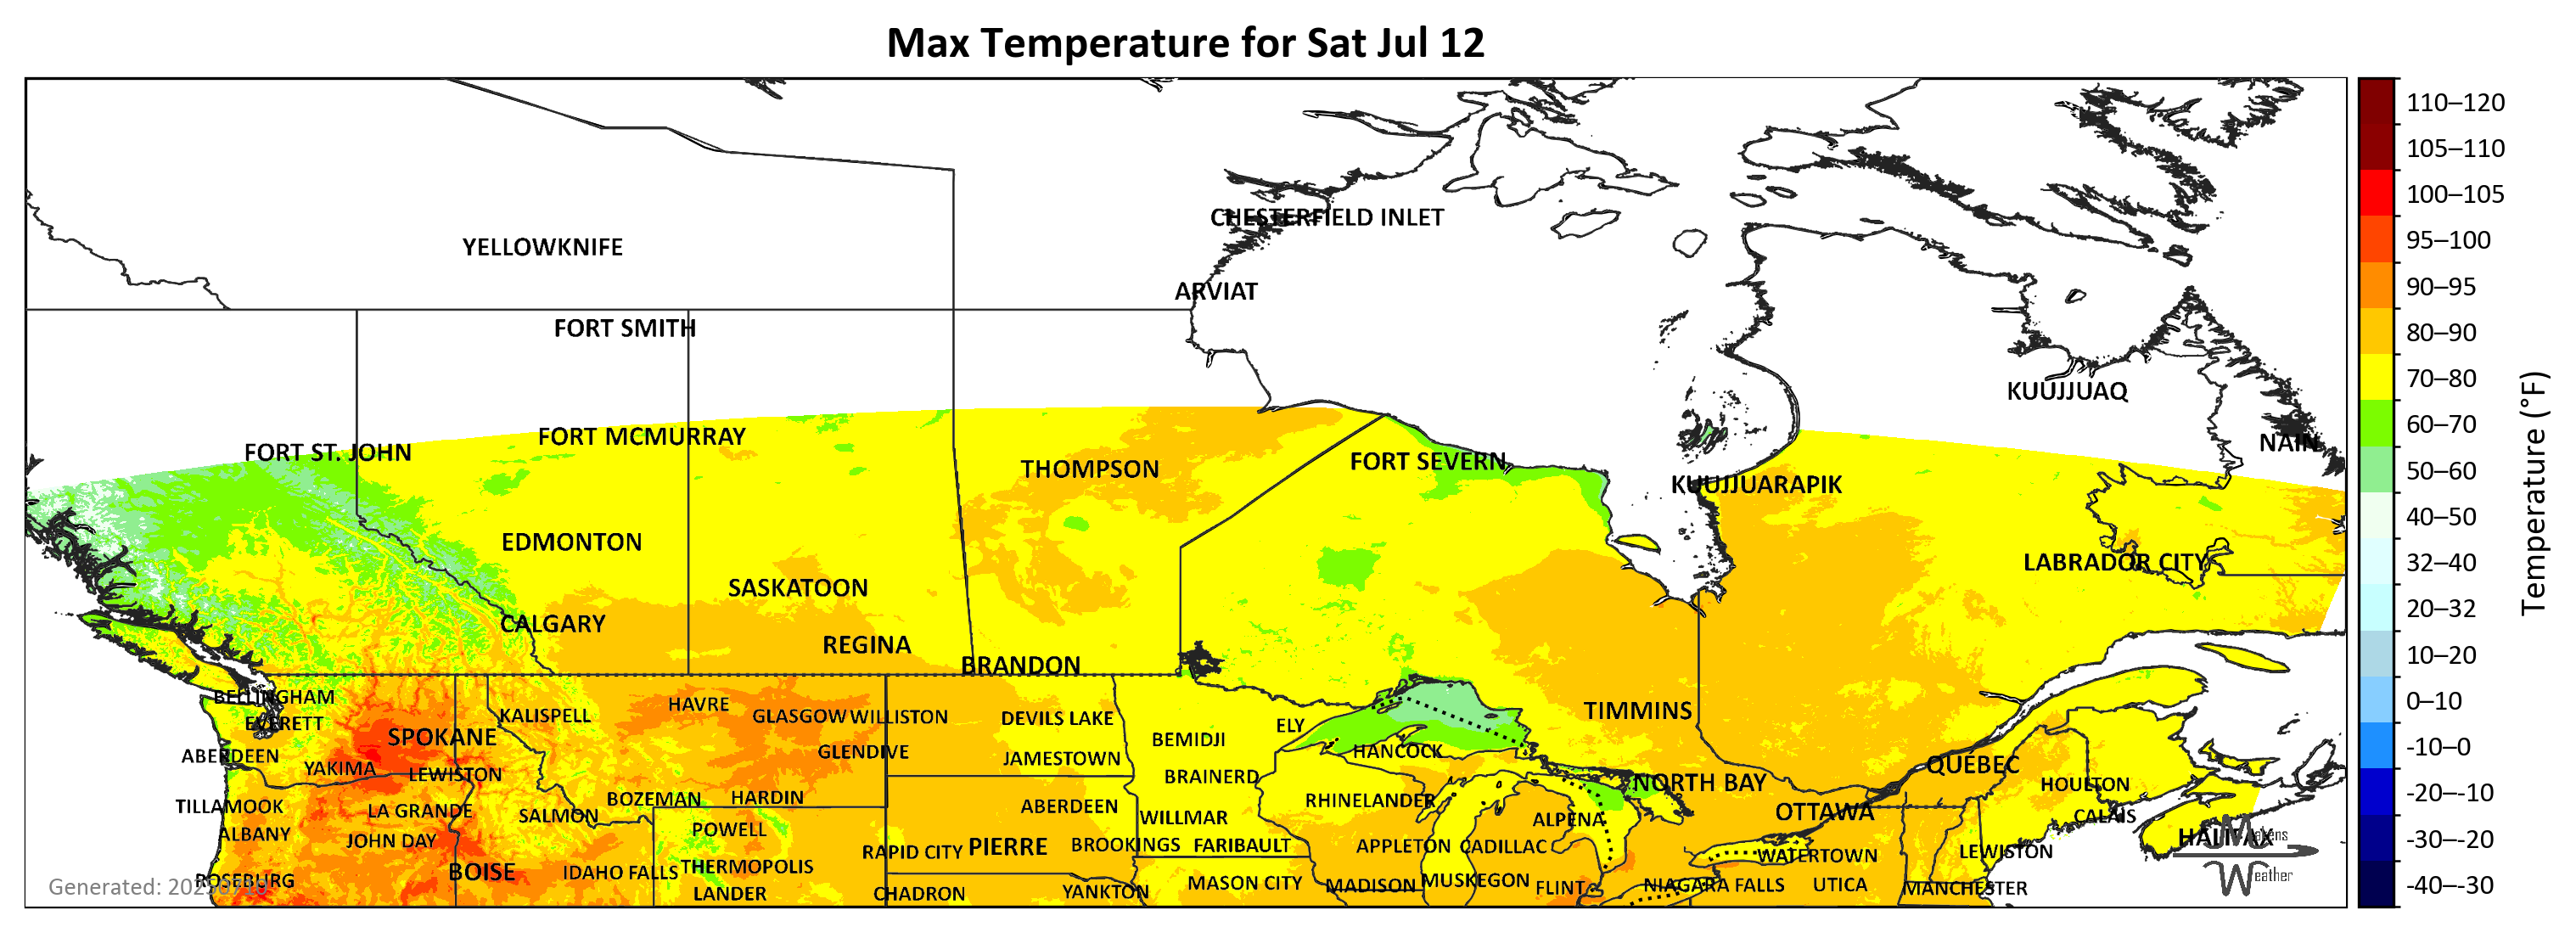 Max Temperature for Sat Jul 12
CHESTERFIELD INLET
YELLOWKNIFE
ARVIAT
FORT SMITH
KUUJJUAQ
FORT MCMURRAY
NAIN
FORT ST. JOHN
FORT SEVERN
THOMPSON
KUUJJUARAPIK
EDMONTON
LABRADOR CITY
SASKATOON
CALGARY
REGINA
BRANDON
BELLINGHAM
HAVRE
KALISPELL
GLASGOW
WILLISTON
DEVILS LAKE
TIMMINS
EVERETT
ELY
SPOKANE
BEMIDJI
GLENDIVE
HANCOCK
ABERDEEN
JAMESTOWN
QUEBEC
YAKIMA
LEWISTON
BRAINERD
NORTH BAY
HOULTON
BOZEMAN
HARDIN
RHINELANDER
TILLAMOOK
LA GRANDE
ABERDEEN
OTTAWA
SALMON
WILLMAR
CALAIS
ALPENA
POWELL
ALBANY
HALIFAX
JOHN DAY
PIERRE
BROOKINGS
FARIBAULT
APPLETON
CADILLAC
RAPID CITY
LEWISTON
WATERTOWN
THERMOPOLIS
BOISE
IDAHO FALLS
ROSEBURG
MASON CITY
MADISON
MUSKEGON
FLINT
NIAGARA FALLS
UTICA
MANCHESTER
LANDER
CHADRON
YANKTON
Generated:
Weather
110–120
105–110
100–105
95–100
90–95
80–90
70–80
60–70
50–60
40–50
32–40
20–32
10–20
0–10
-10–0
-20–-10
-30–-20
-40–-30
Temperature (°F)